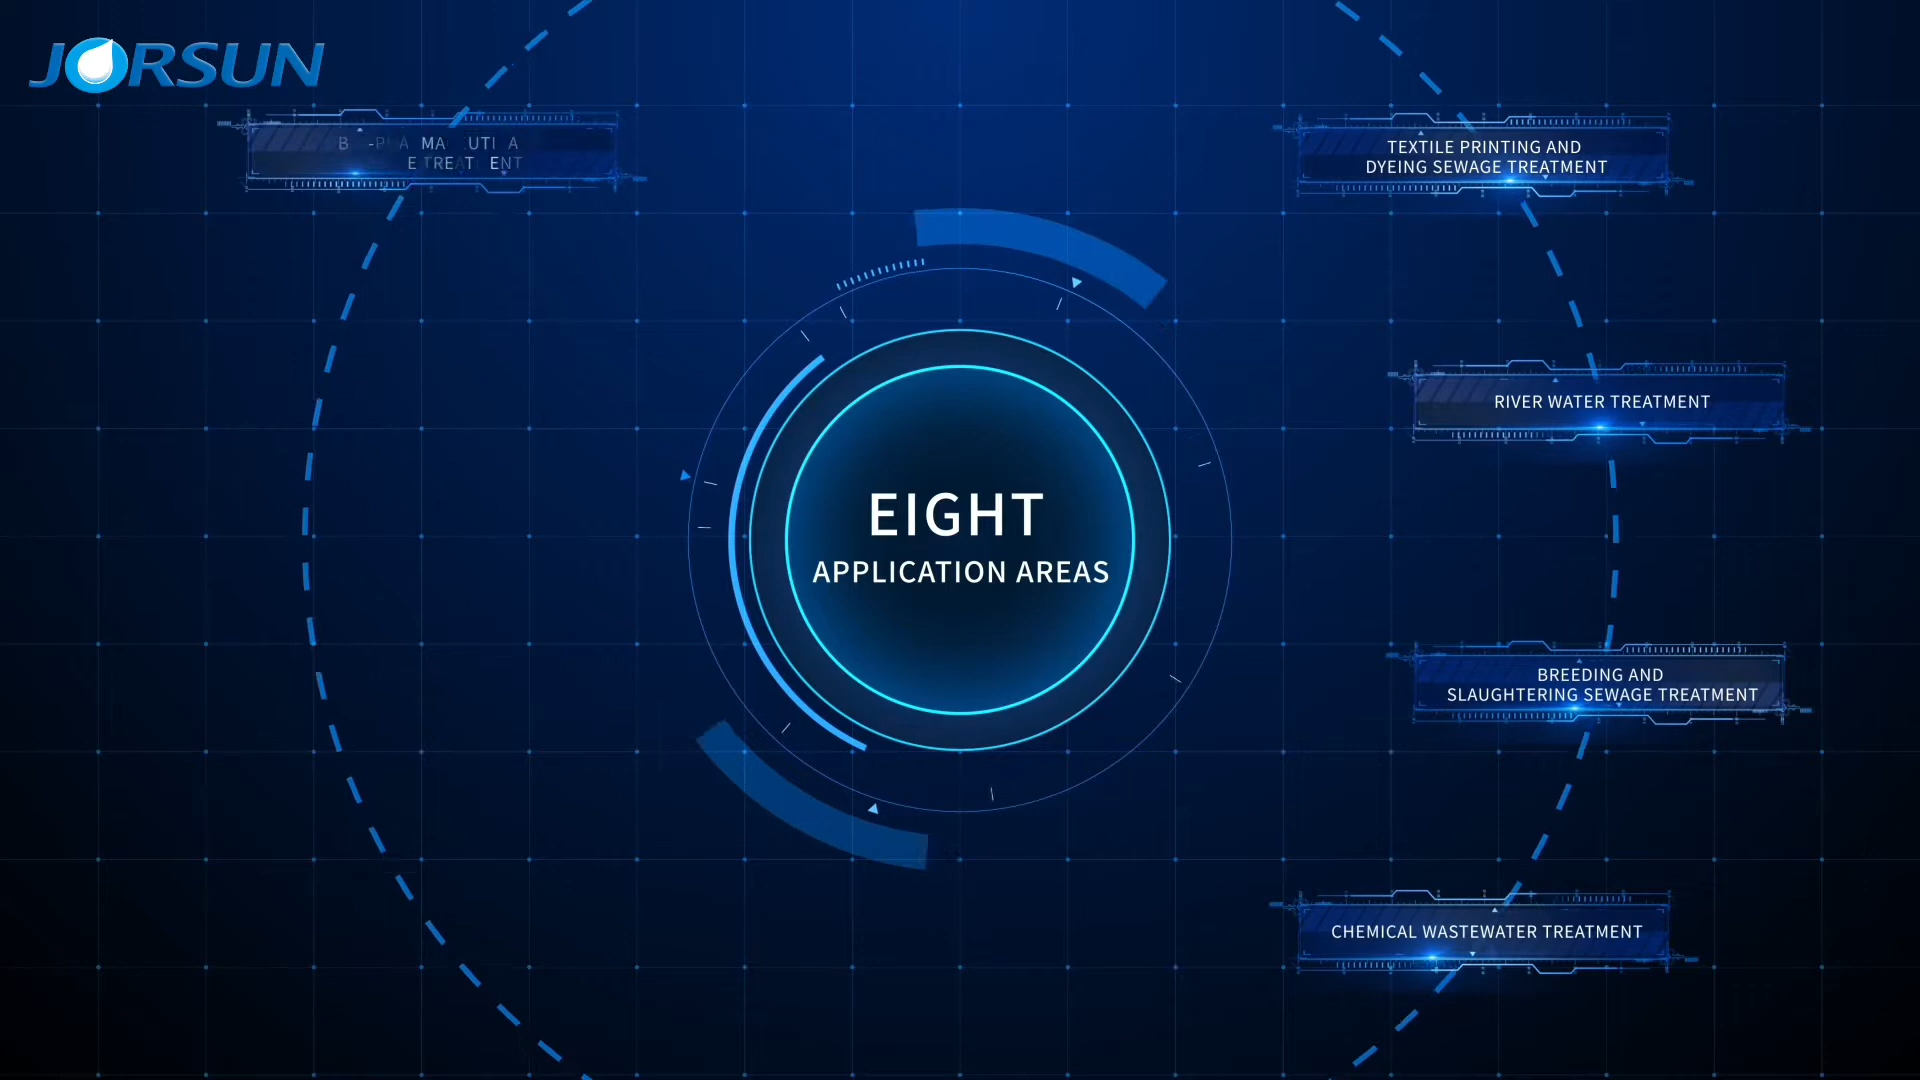 JORSUN
TEXTILE PRINTING AND
DYEING SEWAGE TREATMENT
RIVER WATER TREATMENT
EIGHT
APPLICATION AREAS
BREEDING AND
SLAUGHTERING SEWAGE TREATMENT
CHEMICAL WASTEWATER TREATMENT